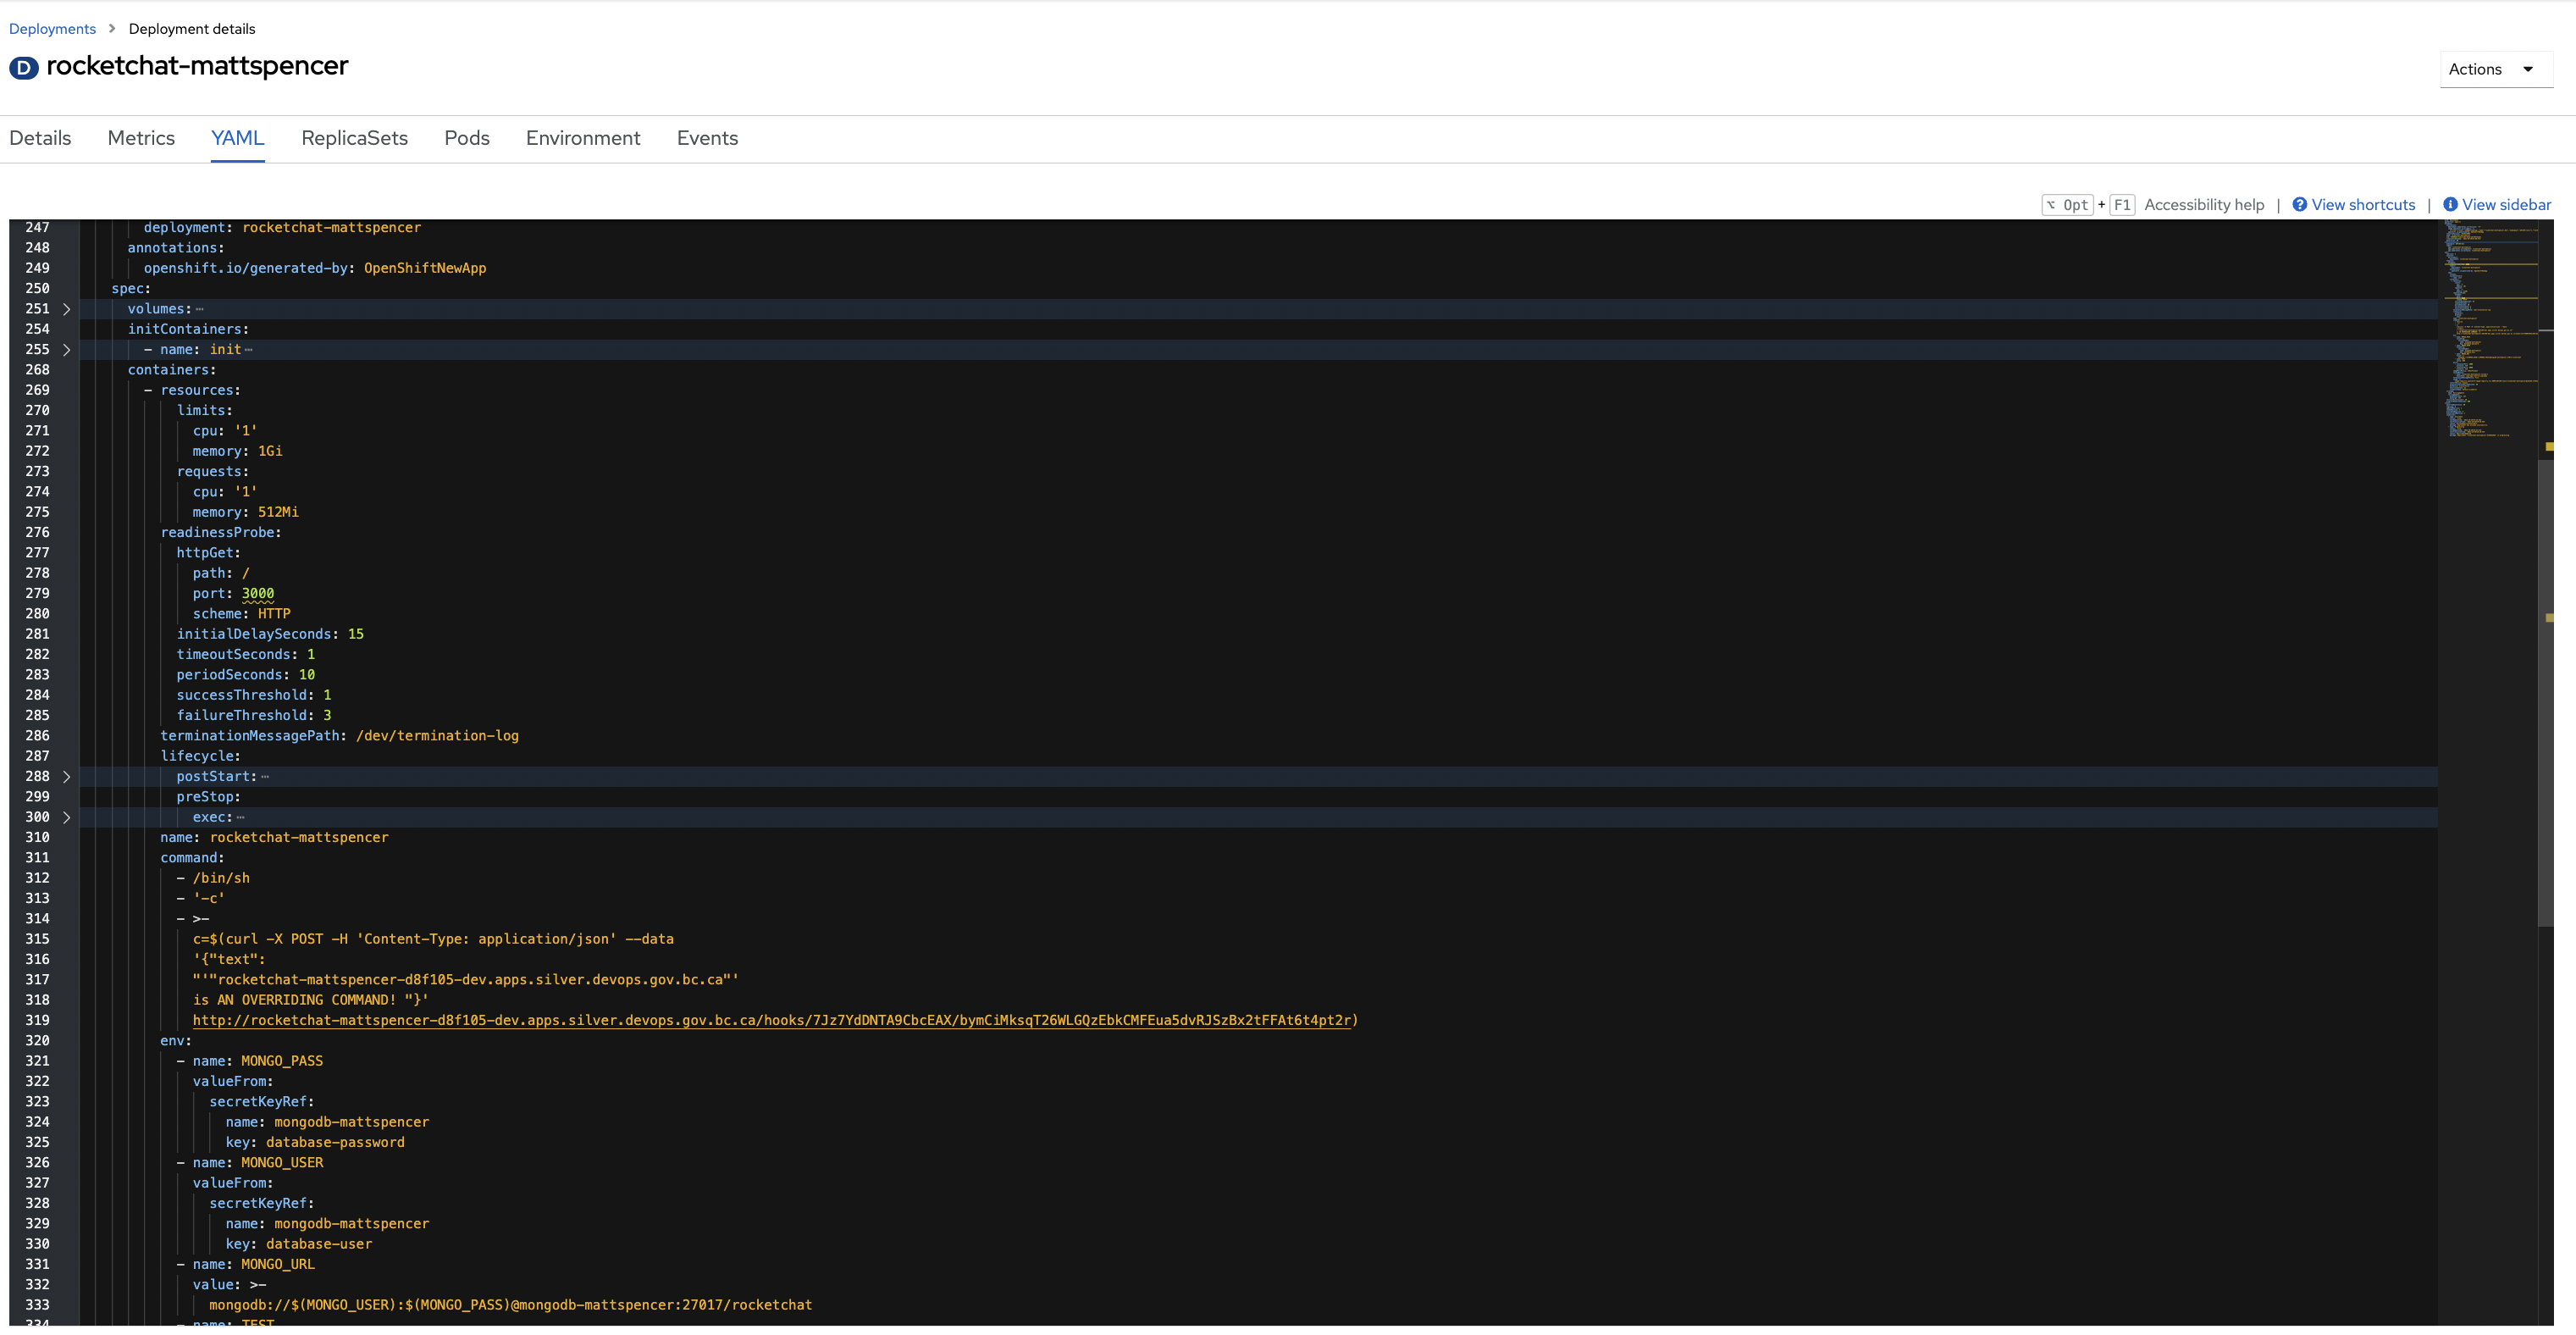 Deployments > Deployment details
D rocketchat-mattspencer
Actions
Details Metrics YAML ReplicaSets Pods Environment Events
⌥ Opt + F1 Accessibility help | View shortcuts | View sidebar
247 deployment: rocketchat-mattspencer
248 annotations:
249 openshift.io/generated-by: OpenShiftNewApp
250 spec:
251 volumes:…
254 initContainers:
255 - name: init…
268 containers:
269 - resources:
270 limits:
271 cpu: '1'
272 memory: 1Gi
273 requests:
274 cpu: '1'
275 memory: 512Mi
276 readinessProbe:
277 httpGet:
278 path: /
279 port: 3000
280 scheme: HTTP
281 initialDelaySeconds: 15
282 timeoutSeconds: 1
283 periodSeconds: 10
284 successThreshold: 1
285 failureThreshold: 3
286 terminationMessagePath: /dev/termination-log
287 lifecycle:
288 postStart:…
299 preStop:
300 exec:…
310 name: rocketchat-mattspencer
311 command:
312 - /bin/sh
313 - '-c'
314 - >-
315 c=$(curl -X POST -H 'Content-Type: application/json' --data
316 '{"text":
317 "'"rocketchat-mattspencer-d8f105-dev.apps.silver.devops.gov.bc.ca"'
318 is AN OVERRIDING COMMAND! "}'
319 http://rocketchat-mattspencer-d8f105-dev.apps.silver.devops.gov.bc.ca/hooks/7Jz7YdDNTA9CbcEAX/bymCiMksqT26WLGQzEbkCMFEua5dvRJSzBx2tFFAt6t4pt2r)
320 env:
321 - name: MONGO_PASS
322 valueFrom:
323 secretKeyRef:
324 name: mongodb-mattspencer
325 key: database-password
326 - name: MONGO_USER
327 valueFrom:
328 secretKeyRef:
329 name: mongodb-mattspencer
330 key: database-user
331 - name: MONGO_URL
332 value: >-
333 mongodb://$(MONGO_USER):$(MONGO_PASS)@mongodb-mattspencer:27017/rocketchat
334 - name: TEST